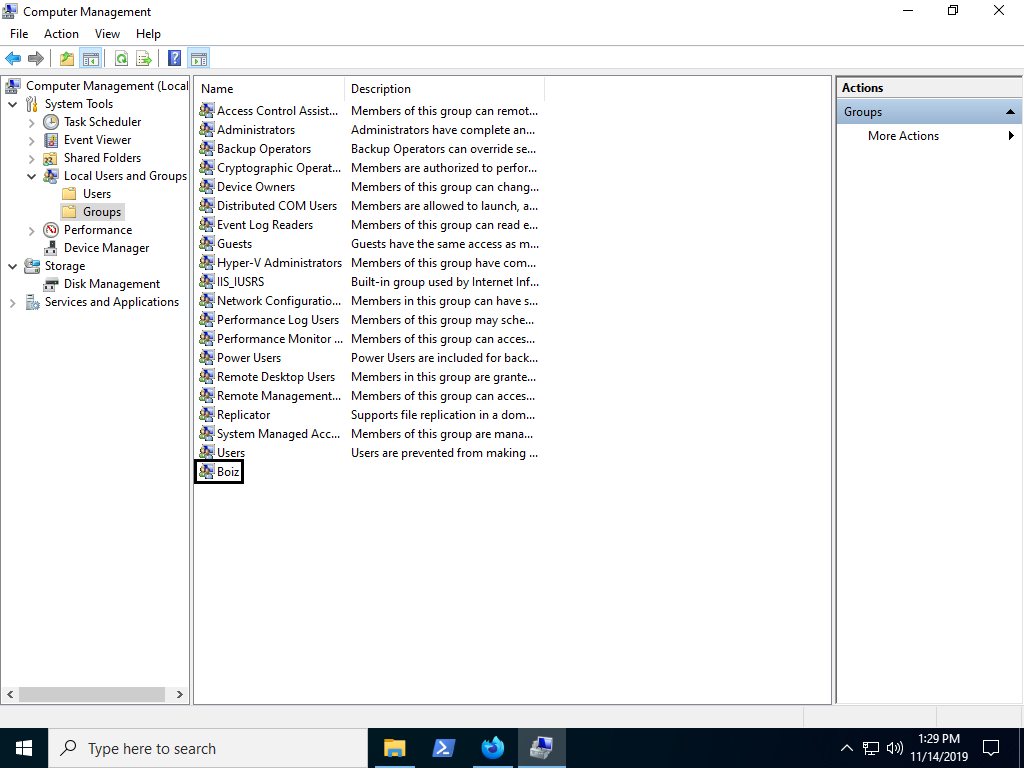 Computer Management
File Action View Help
Computer Management (Local
System Tools
Task Scheduler
Event Viewer
Shared Folders
Local Users and Groups
Users
Groups
Performance
Device Manager
Storage
Disk Management
Services and Applications
Name Description
Access Control Assist... Members of this group can remot...
Administrators Administrators have complete an...
Backup Operators Backup Operators can override se...
Cryptographic Operat... Members are authorized to perfor...
Device Owners Members of this group can chang...
Distributed COM Users Members are allowed to launch, a...
Event Log Readers Members of this group can read e...
Guests Guests have the same access as m...
Hyper-V Administrators Members of this group have com...
IIS_IUSRS Built-in group used by Internet Inf...
Network Configuratio... Members in this group can have s...
Performance Log Users Members of this group may sche...
Performance Monitor ... Members of this group can acces...
Power Users Power Users are included for back...
Remote Desktop Users Members in this group are grante...
Remote Management... Members of this group can acces...
Replicator Supports file replication in a dom...
System Managed Acc... Members of this group are mana...
Users Users are prevented from making ...
Boiz
Actions
Groups
More Actions
Type here to search
1:29 PM
11/14/2019